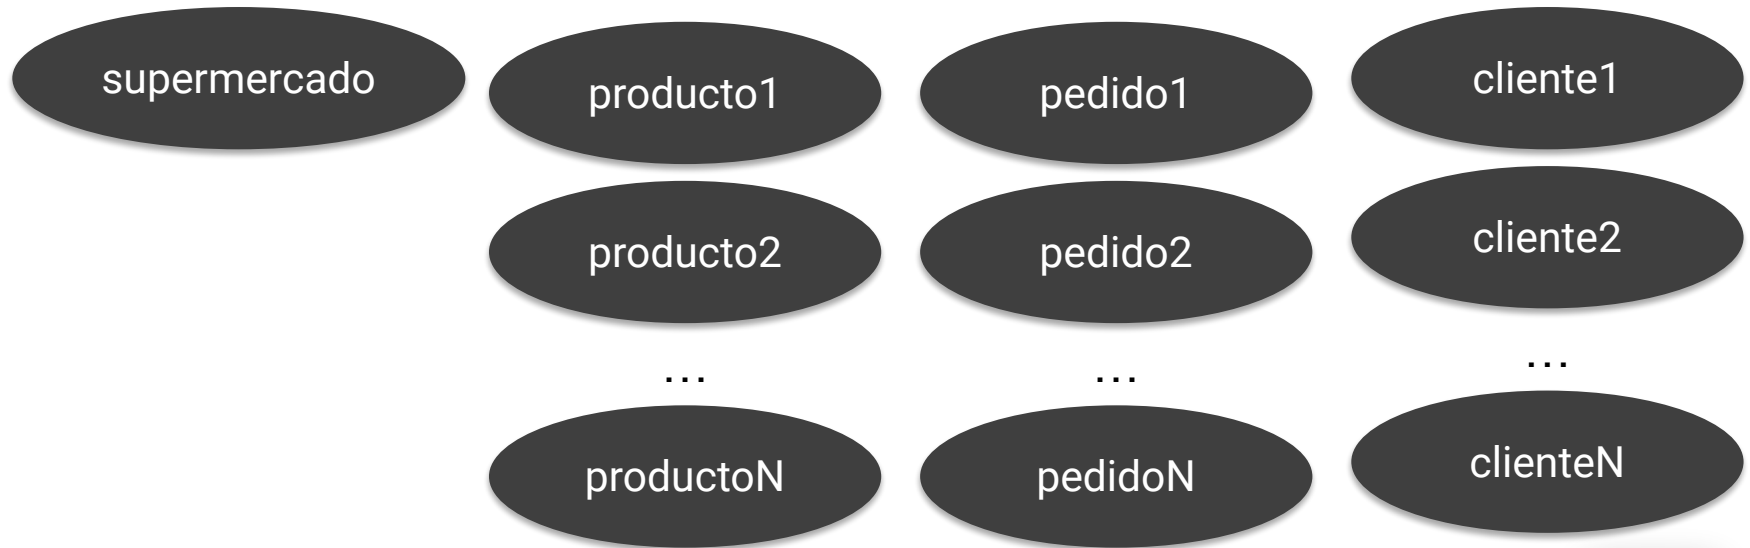 supermercado
producto1
pedido1
cliente1
producto2
pedido2
cliente2
...
...
...
productoN
pedidoN
clienteN